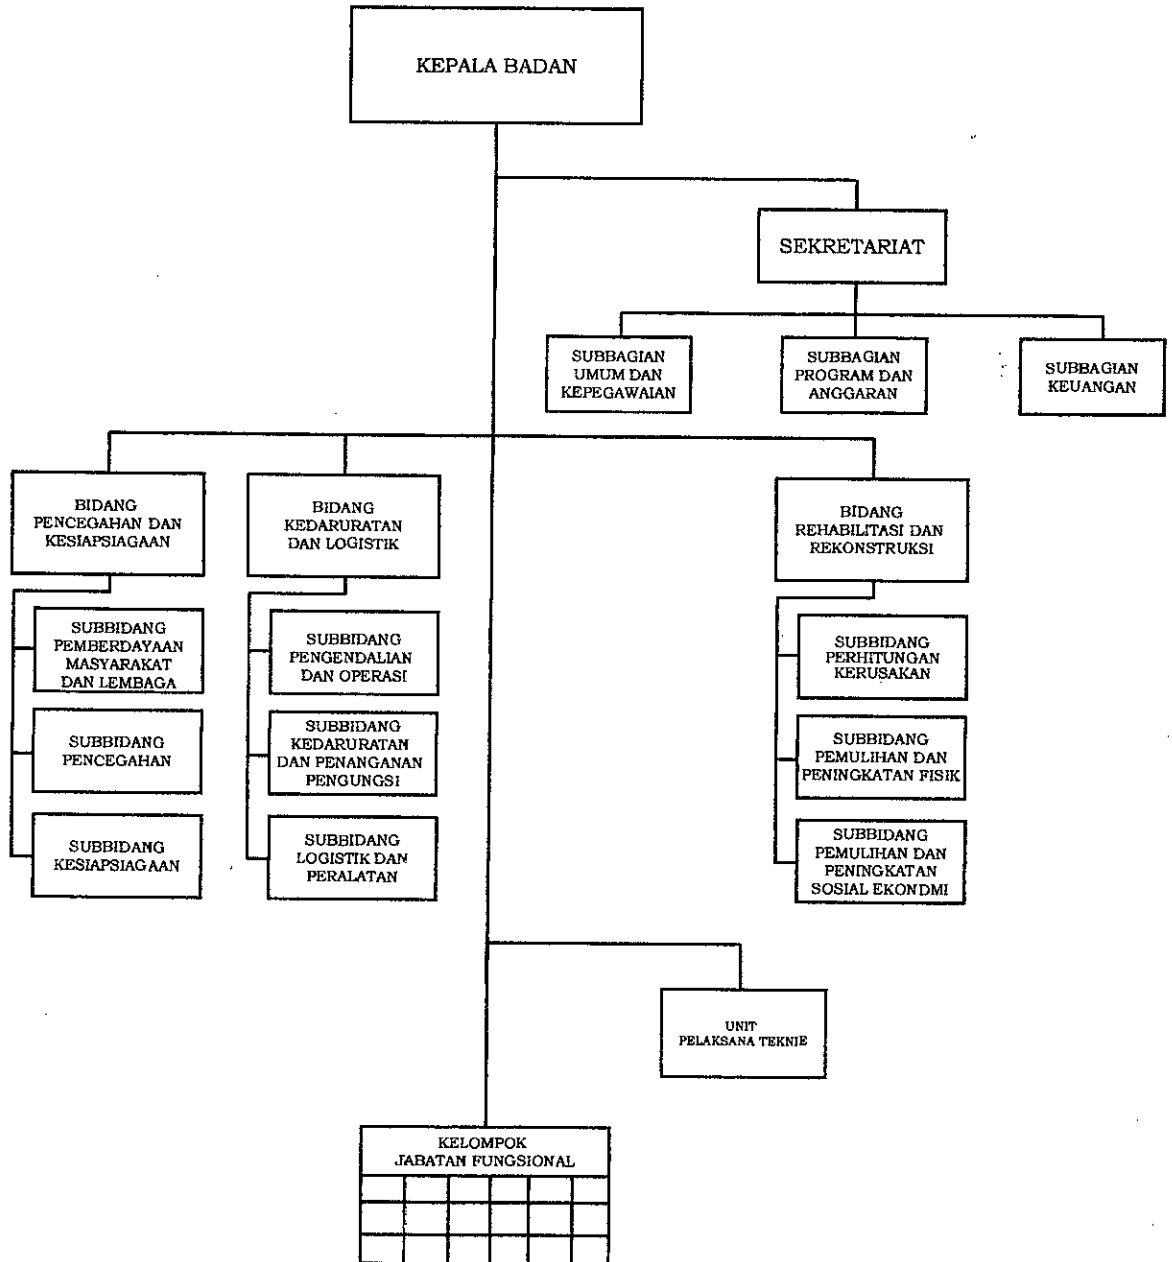 KEPALA BADAN
SEKRETARIAT
SUBBAGIAN
UMUM DAN
KEPEGAWAIAN
SUBBAGIAN
PROGRAM DAN
ANGGARAN
SUBBAGIAN
KEUANGAN
BIDANG
PENCEGAHAN DAN
KESIAPSIAGAAN
BIDANG
KEDARURATAN
DAN LOGISTIK
BIDANG
REHABILITASI DAN
REKONSTRUKSI
SUBBIDANG
PEMBERDAYAAN
MASYARAKAT
DAN LEMBAGA
SUBBIDANG
PENCEGAHAN
SUBBIDANG
KESIAPSIAGAAN
SUBBIDANG
PENGENDALIAN
DAN OPERASI
SUBBIDANG
KEDARURATAN
DAN PENANGANAN
PENGUNGSI
SUBBIDANG
LOGISTIK DAN
PERALATAN
SUBBIDANG
PERHITUNGAN
KERUSAKAN
SUBBIDANG
PEMULIHAN DAN
PENINGKATAN FISIK
SUBBIDANG
PEMULIHAN DAN
PENINGKATAN
SOSIAL EKONDMI
UNIT
PELAKSANA TEKNIE
KELOMPOK
JABATAN FUNGSIONAL